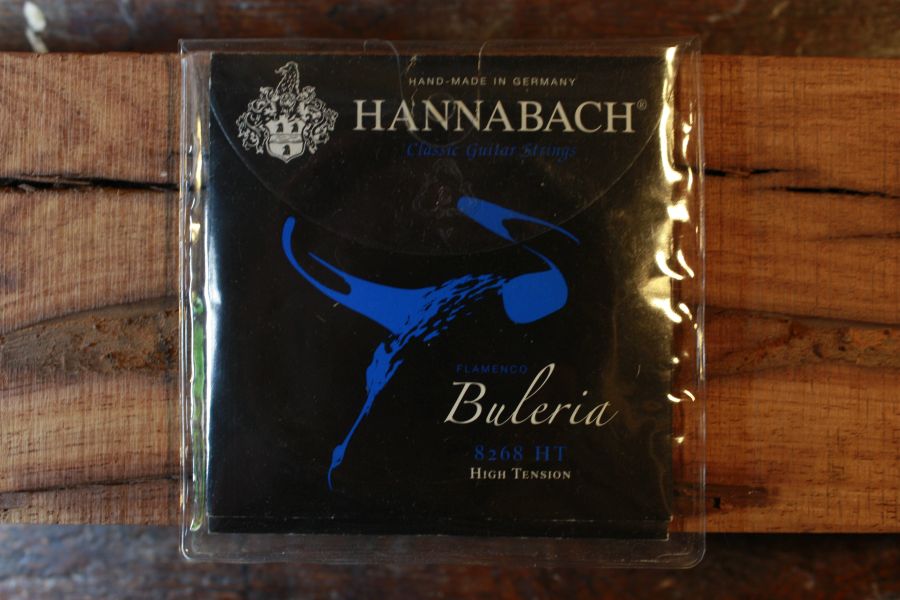 HAND-MADE IN GERMANY
HANNABACH®
Classic Guitar Strings
FLAMENCO
Buleria
8268 HT
HIGH TENSION